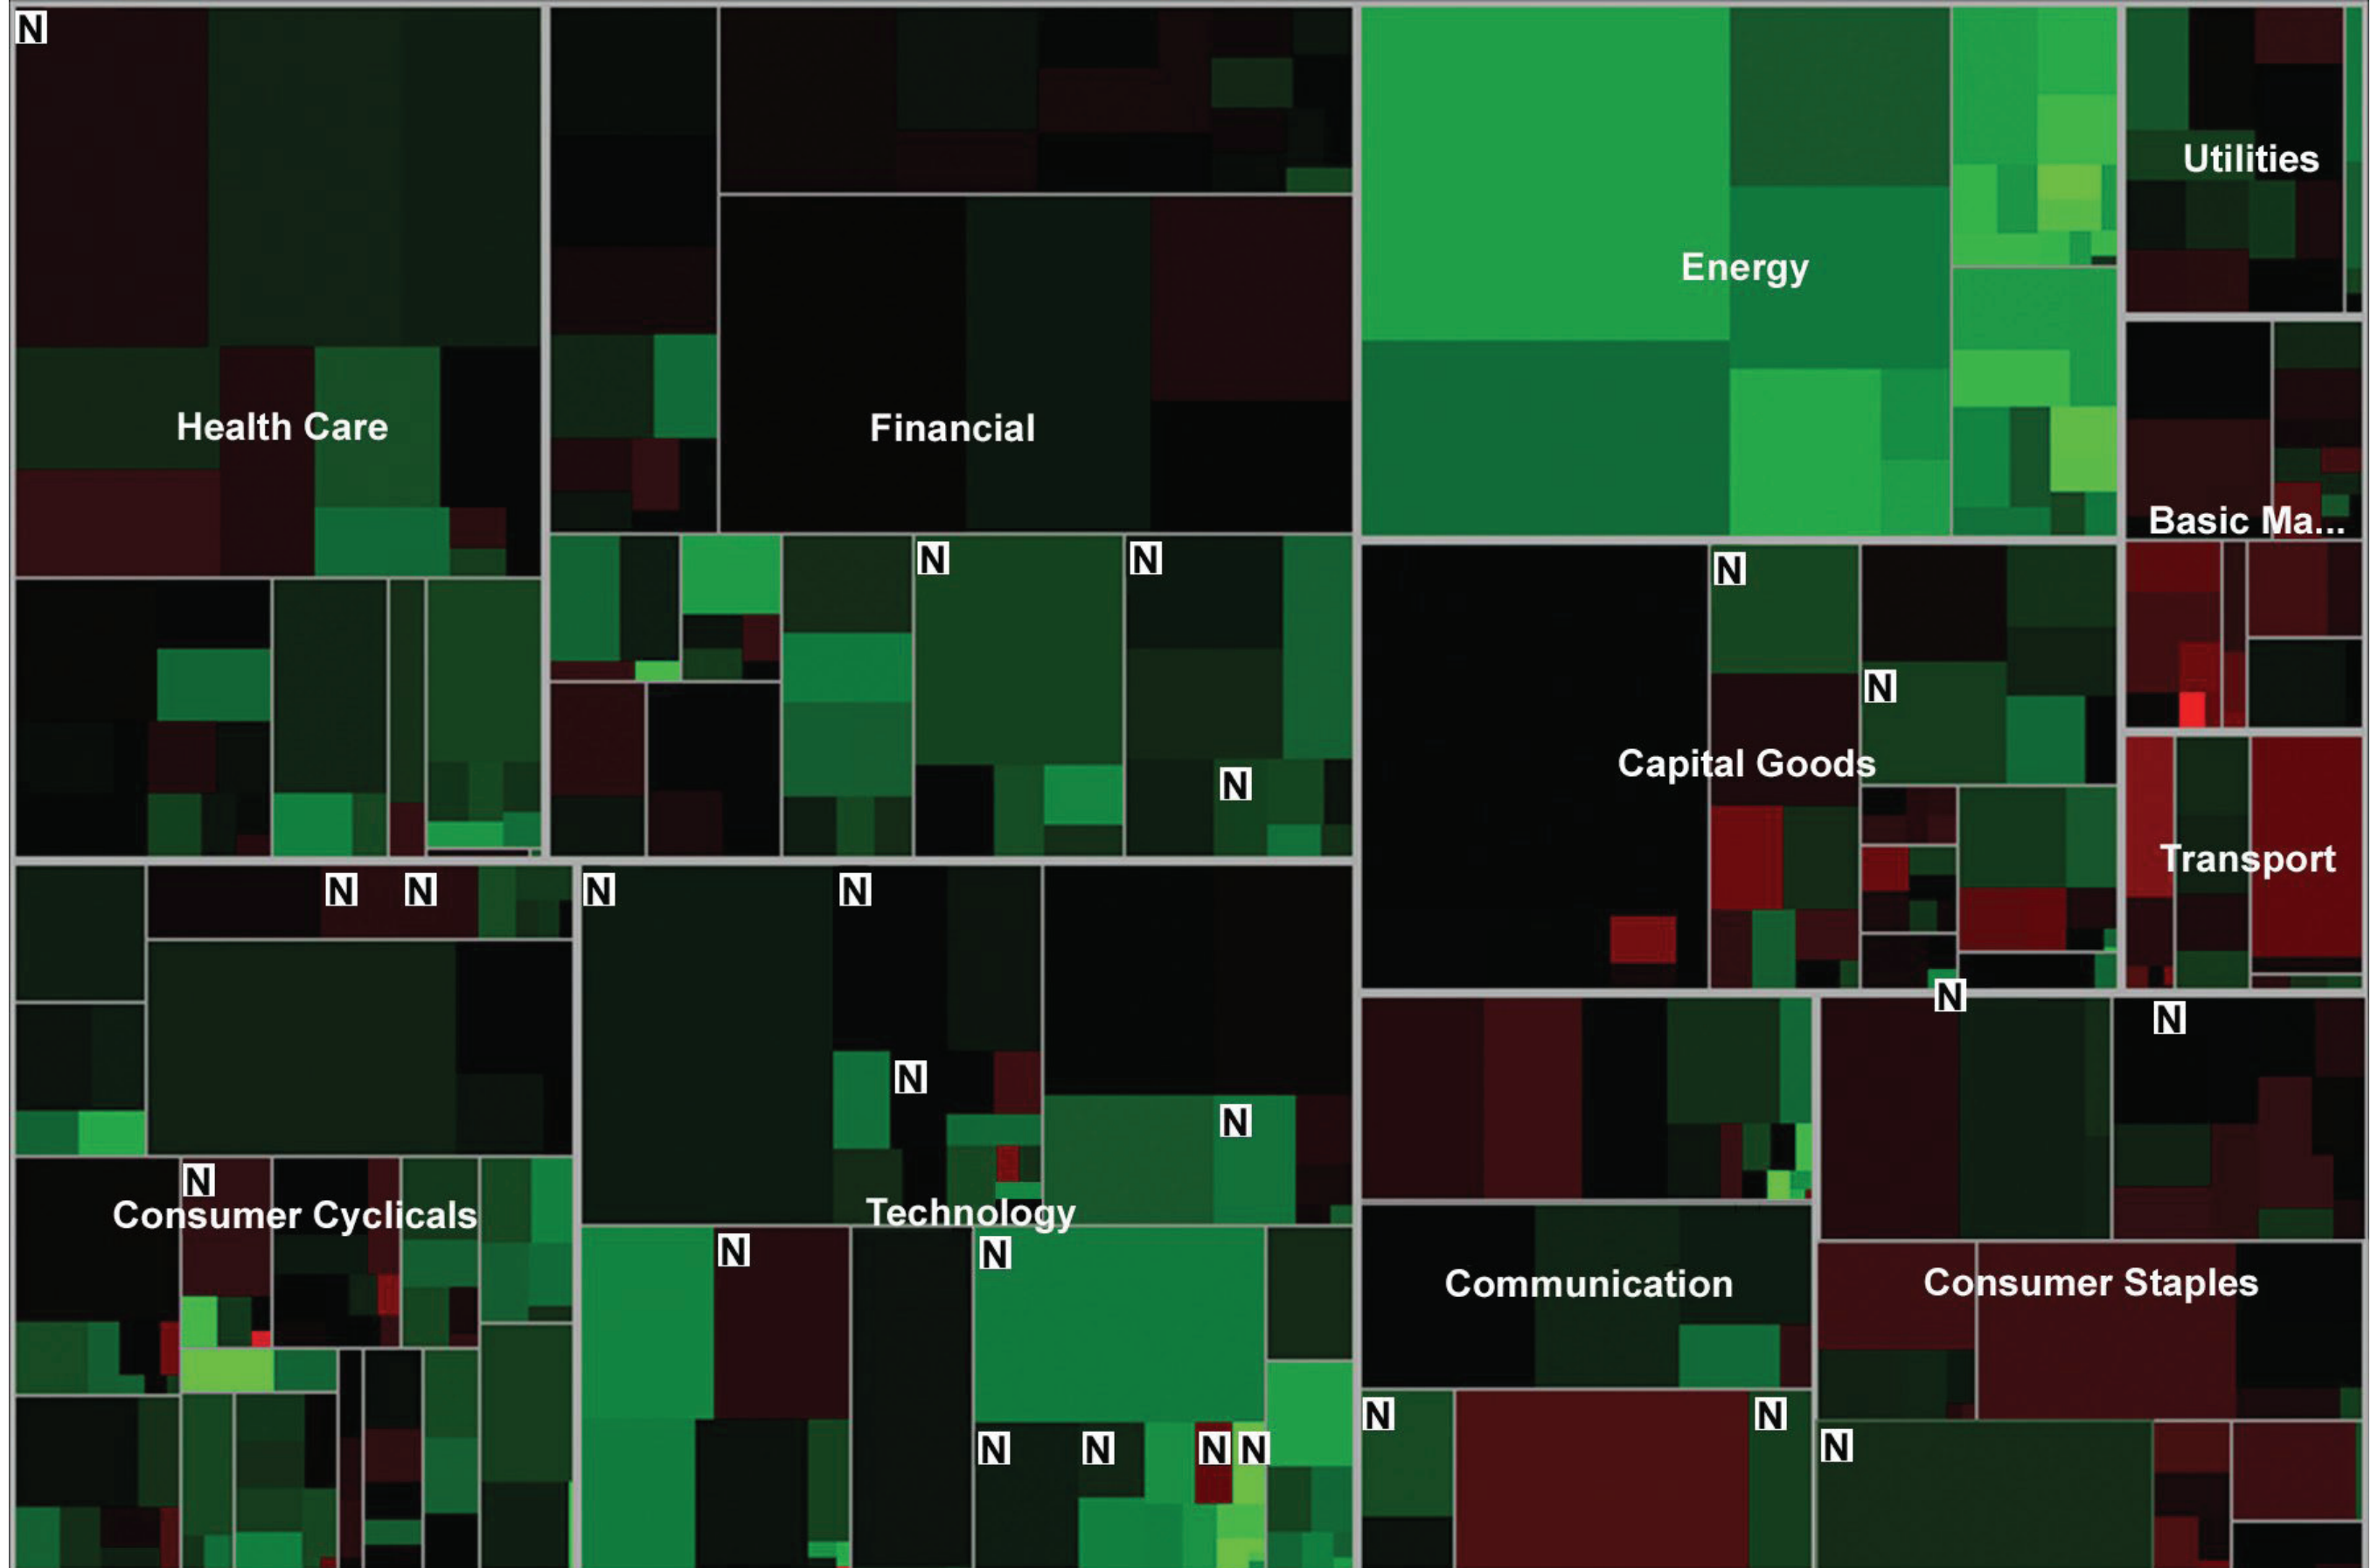 N
Utilities
Energy
Health Care
Financial
Basic Ma...
N
N
N
N
Capital Goods
N
Transport
N
N
N
N
N
N
N
N
N
Consumer Cyclicals
Technology
N
N
Communication
Consumer Staples
N
N
N
N
N
N
N